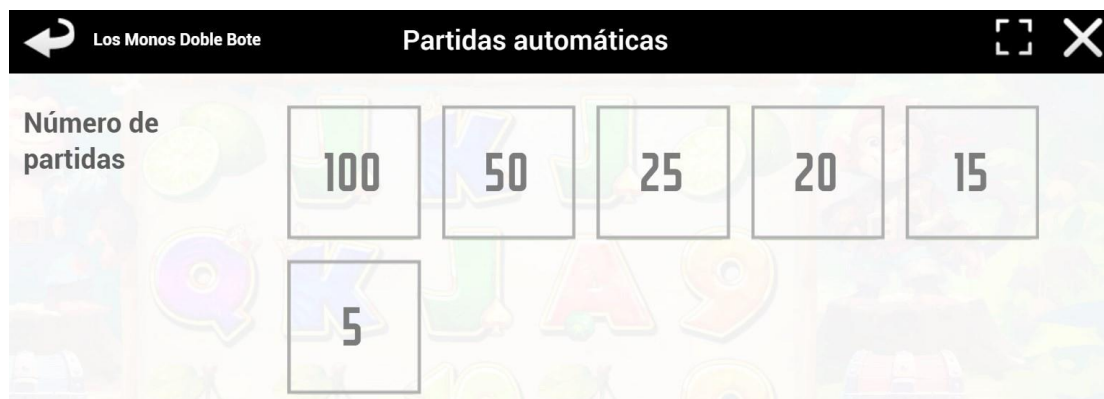 Los Monos Doble Bote Partidas automáticas
Número de
partidas
100 50 25 20 15
5